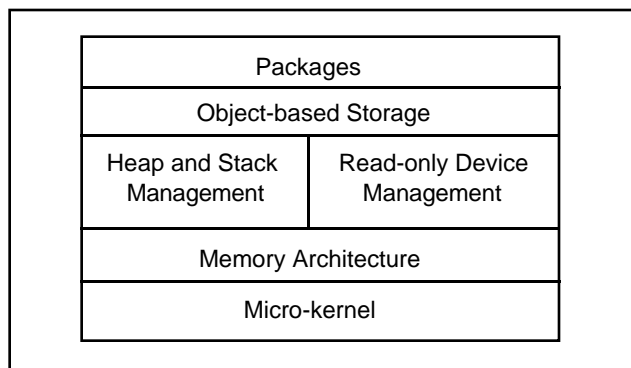 Packages
Object-based Storage
Heap and Stack
Management
Read-only Device
Management
Memory Architecture
Micro-kernel